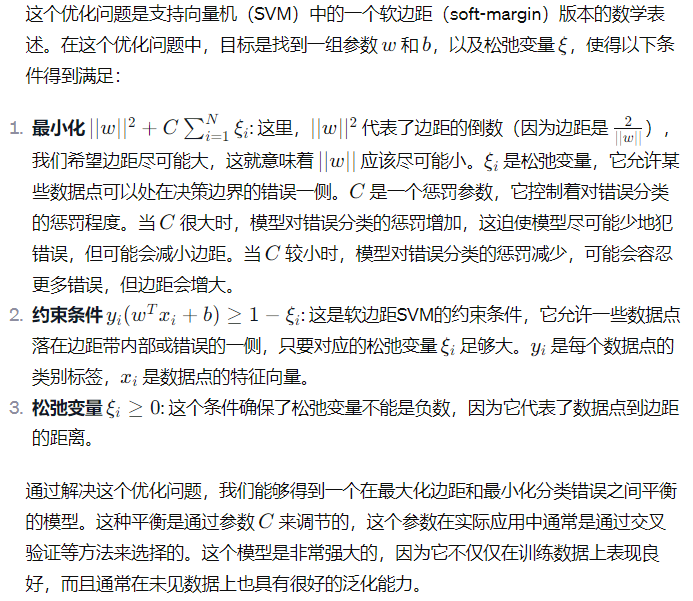 这个优化问题是支持向量机（SVM）中的一个软边距（soft-margin）版本的数学表
述。在这个优化问题中，目标是找到一组参数 w 和 b，以及松弛变量 ξ，使得以下条
件得到满足：
1. 最小化 ||w||² + C ∑_{i=1}^{N} ξ_i: 这里，||w||² 代表了边距的倒数（因为边距是 \frac{2}{||w||}），
我们希望边距尽可能大，这就意味着 ||w|| 应该尽可能小。ξ_i 是松弛变量，它允许某
些数据点可以处在决策边界的错误一侧。C 是一个惩罚参数，它控制着对错误分类
的惩罚程度。当 C 很大时，模型对错误分类的惩罚增加，这迫使模型尽可能少地犯
错误，但可能会减小边距。当 C 较小时，模型对错误分类的惩罚减少，可能会容忍
更多错误，但边距会增大。
2. 约束条件 y_i(w^T x_i + b) ≥ 1 − ξ_i: 这是软边距SVM的约束条件，它允许一些数据点
落在边距带内部或错误的一侧，只要对应的松弛变量 ξ_i 足够大。y_i 是每个数据点的
类别标签，x_i 是数据点的特征向量。
3. 松弛变量 ξ_i ≥ 0: 这个条件确保了松弛变量不能是负数，因为它代表了数据点到边距
的距离。
通过解决这个优化问题，我们能够得到一个在最大化边距和最小化分类错误之间平衡
的模型。这种平衡是通过参数 C 来调节的，这个参数在实际应用中通常是通过交叉
验证等方法来选择的。这个模型是非常强大的，因为它不仅仅在训练数据上表现良
好，而且通常在未见数据上也具有很好的泛化能力。